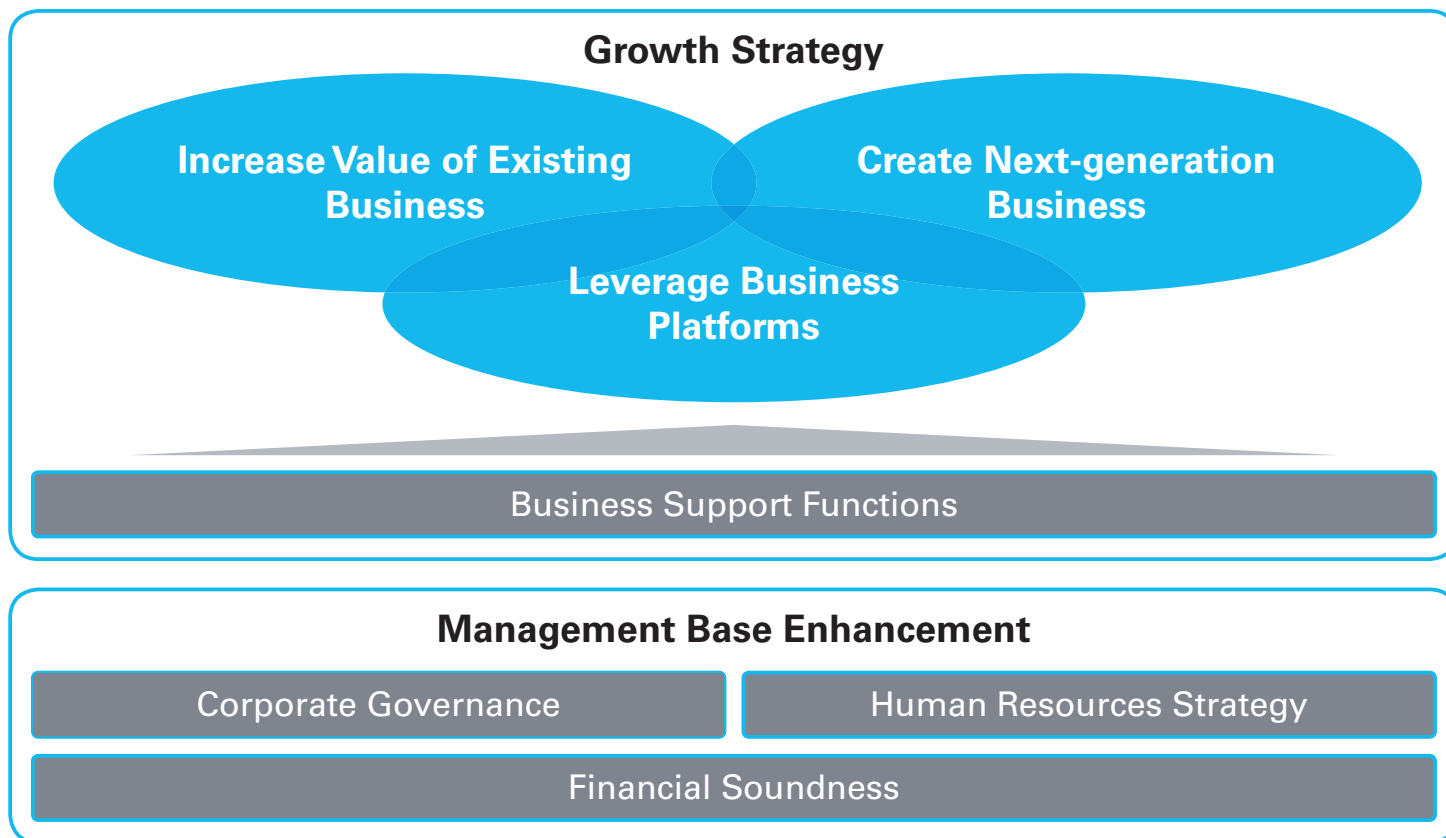 Growth Strategy
Increase Value of Existing
Business
Create Next-generation
Business
Leverage Business
Platforms
Business Support Functions
Management Base Enhancement
Corporate Governance
Human Resources Strategy
Financial Soundness